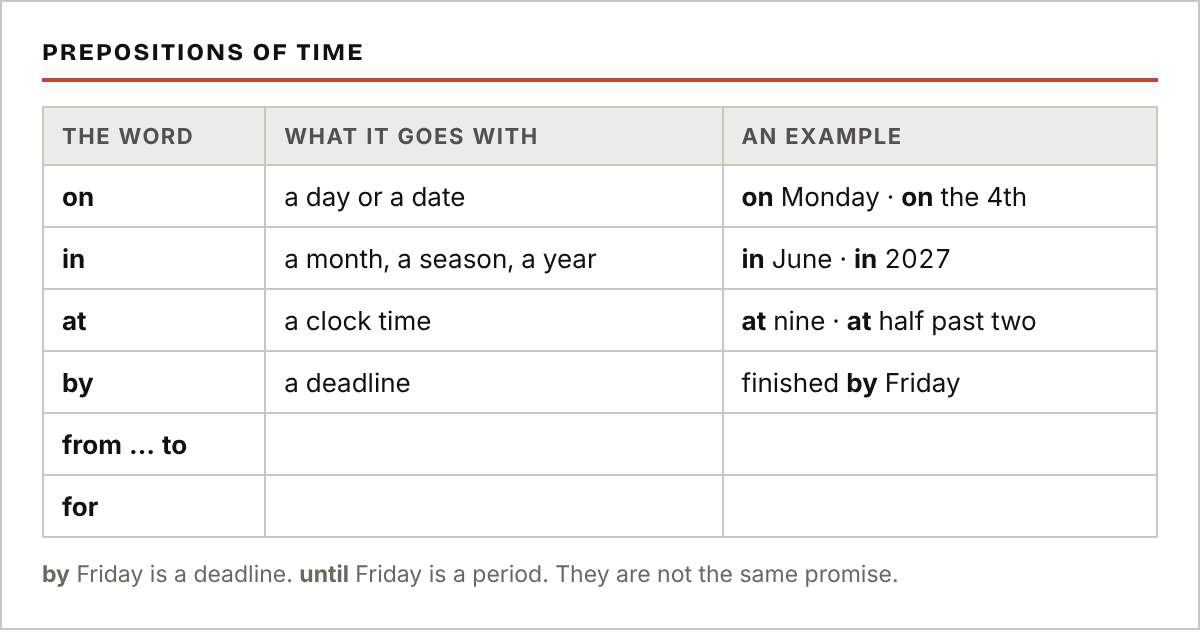 PREPOSITIONS OF TIME
THE WORD WHAT IT GOES WITH AN EXAMPLE
on a day or a date on Monday · on the 4th
in a month, a season, a year in June · in 2027
at a clock time at nine · at half past two
by a deadline finished by Friday
from … to
for
by Friday is a deadline. until Friday is a period. They are not the same promise.